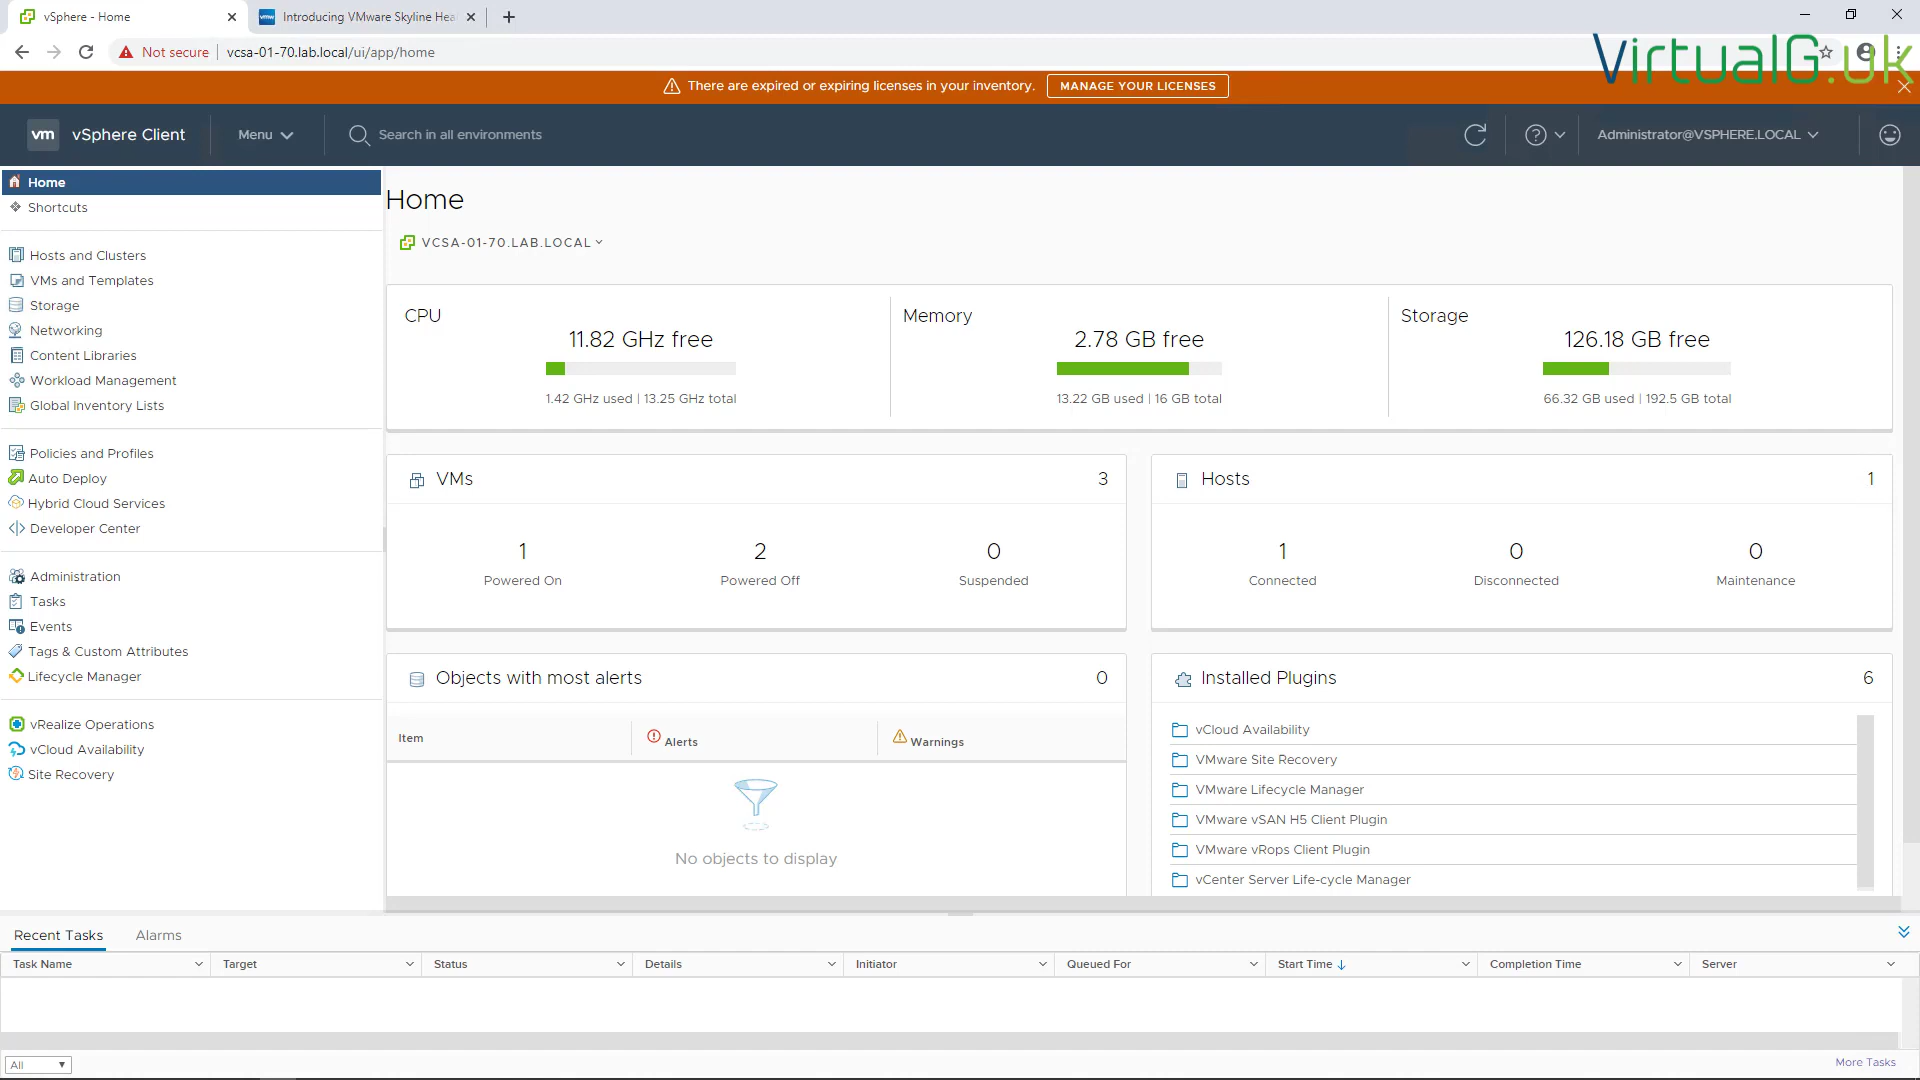 vSphere - Home
vmw Introducing VMware Skyline Hea
Not secure vcsa-01-70.lab.local/ui/app/home
VirtualG.uk
There are expired or expiring licenses in your inventory. MANAGE YOUR LICENSES
vm vSphere Client Menu Search in all environments Administrator@VSPHERE.LOCAL
Home
Shortcuts
Hosts and Clusters
VMs and Templates
Storage
Networking
Content Libraries
Workload Management
Global Inventory Lists
Policies and Profiles
Auto Deploy
Hybrid Cloud Services
Developer Center
Administration
Tasks
Events
Tags & Custom Attributes
Lifecycle Manager
vRealize Operations
vCloud Availability
Site Recovery
Home
VCSA-01-70.LAB.LOCAL
CPU
11.82 GHz free
1.42 GHz used | 13.25 GHz total
Memory
2.78 GB free
13.22 GB used | 16 GB total
Storage
126.18 GB free
66.32 GB used | 192.5 GB total
VMs 3
1 2 0
Powered On Powered Off Suspended
Hosts 1
1 0 0
Connected Disconnected Maintenance
Objects with most alerts 0
Item Alerts Warnings
No objects to display
Installed Plugins 6
vCloud Availability
VMware Site Recovery
VMware Lifecycle Manager
VMware vSAN H5 Client Plugin
VMware vRops Client Plugin
vCenter Server Life-cycle Manager
Recent Tasks Alarms
Task Name Target Status Details Initiator Queued For Start Time Completion Time Server
All
More Tasks